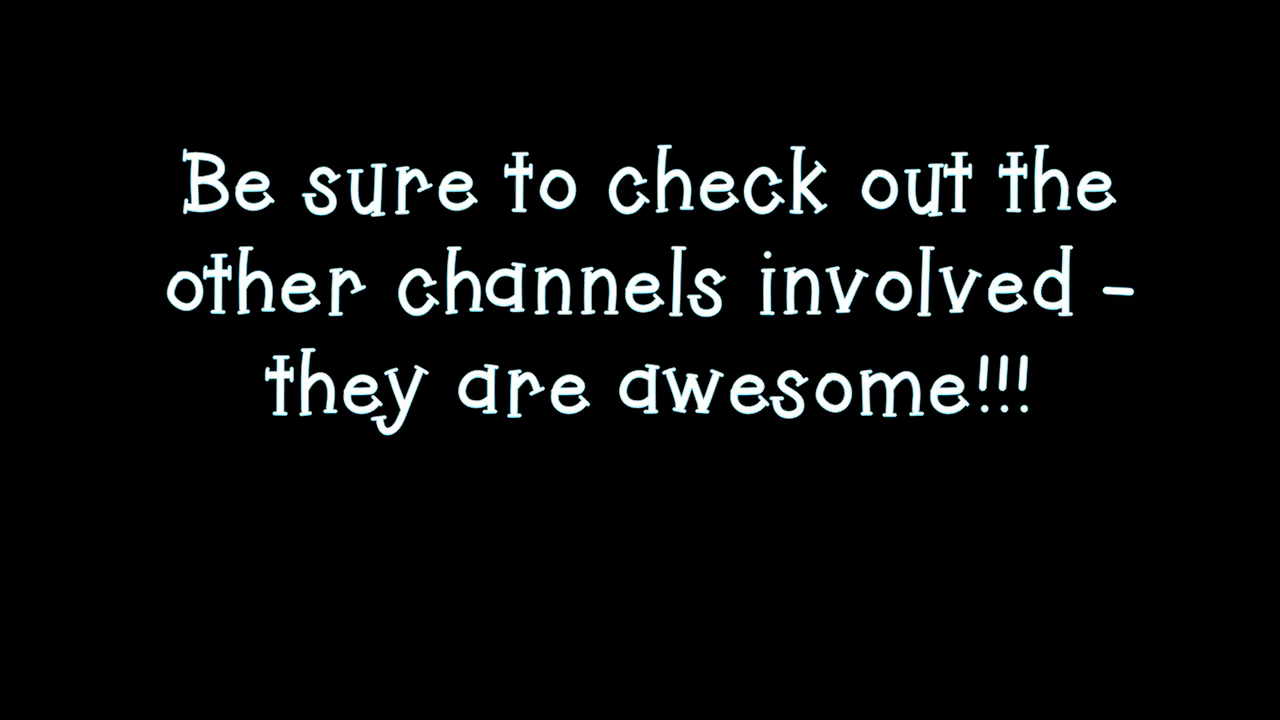 Be sure to check out the
other channels involved -
they are awesome!!!